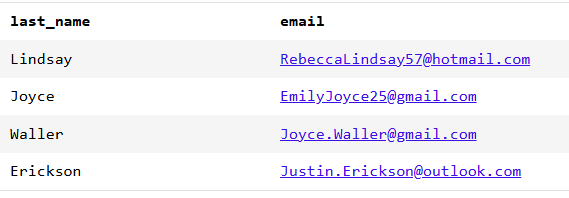 last_name email
Lindsay RebeccaLindsay57@hotmail.com
Joyce EmilyJoyce25@gmail.com
Waller Joyce.Waller@gmail.com
Erickson Justin.Erickson@outlook.com